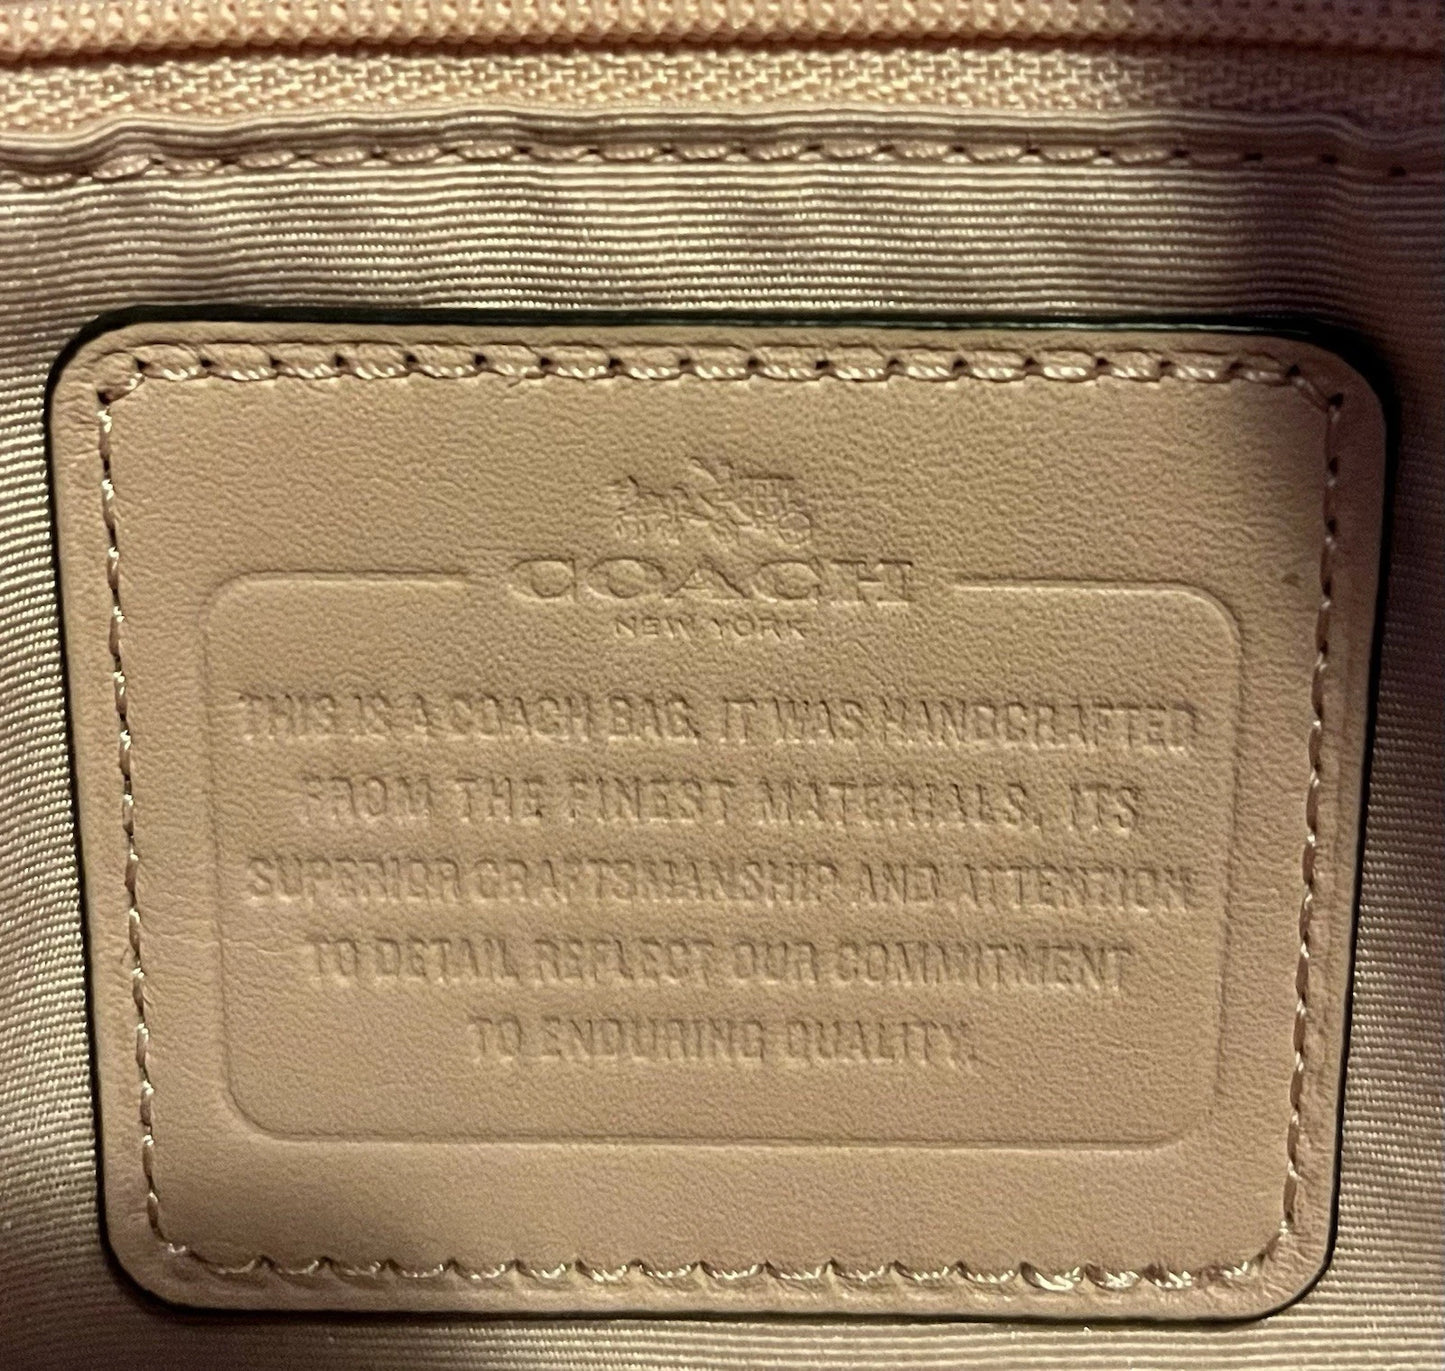 COACH
NEW YORK
THIS IS A COACH BAG. IT WAS HANDCRAFTED
FROM THE FINEST MATERIALS. ITS
SUPERIOR CRAFTSMANSHIP AND ATTENTION
TO DETAIL REFLECT OUR COMMITMENT
TO ENDURING QUALITY.